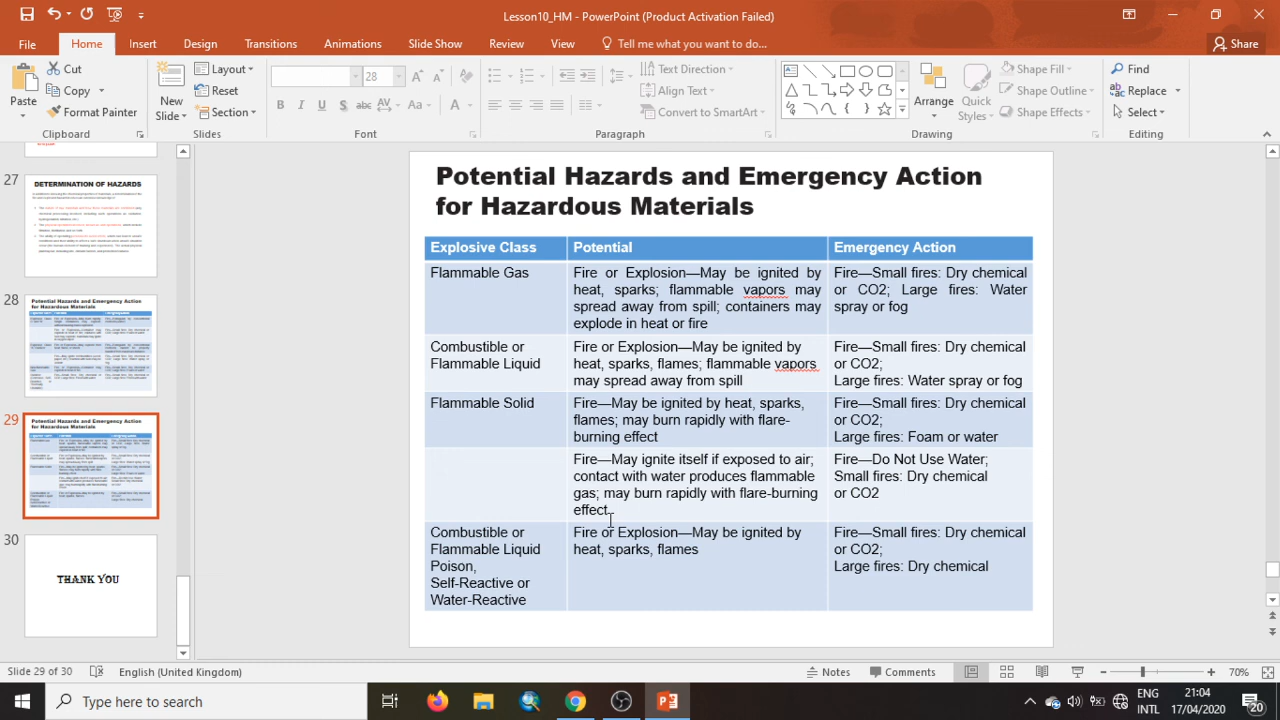 Lesson10_HM - PowerPoint (Product Activation Failed)
File Home Insert Design Transitions Animations Slide Show Review View Tell me what you want to do... Share
Paste
Cut
Copy
Format Painter
Clipboard
New Slide
Layout
Reset
Section
Slides
28
Font
Text Direction
Align Text
Convert to SmartArt
Paragraph
Arrange
Quick Styles
Shape Fill
Shape Outline
Shape Effects
Drawing
Find
Replace
Select
Editing
27
DETERMINATION OF HAZARDS
28
Potential Hazards and Emergency Action
for Hazardous Materials
29
Potential Hazards and Emergency Action
for Hazardous Materials
30
THANK YOU
Potential Hazards and Emergency Action
for Hazardous Materials
Explosive Class Potential Emergency Action
Flammable Gas
Fire or Explosion—May be ignited by
heat, sparks; flammable vapors may
spread away from spill; containers may
explode in heat or fire
Fire—Small fires: Dry chemical
or CO2; Large fires: Water
spray or fog
Combustible or
Flammable Liquid
Fire or Explosion—May be ignited by
heat, sparks, flames; flammable vapors
may spread away from spill
Fire—Small fires: Dry chemical
or CO2;
Large fires: Water spray or fog
Flammable Solid
Fire—May be ignited by heat, sparks,
flames; may burn rapidly with flare-
burning effect
Fire—Small fires: Dry chemical
or CO2;
Large fires: Foam or water
Fire—May ignite itself if exposed to air
contact with water produces flammable
gas; may burn rapidly with flare-burning
effect
Fire—Do Not Use Water
Small fires: Dry chemical
or CO2
Combustible or
Flammable Liquid
Poison,
Self-Reactive or
Water-Reactive
Fire or Explosion—May be ignited by
heat, sparks, flames
Fire—Small fires: Dry chemical
or CO2;
Large fires: Dry chemical
Slide 29 of 30 English (United Kingdom) Notes Comments 70%
Type here to search
ENG
INTL
21:04
17/04/2020
20